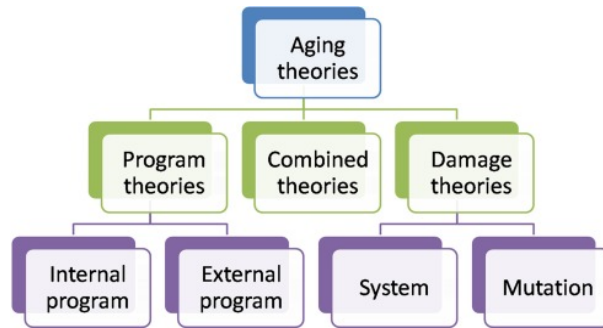 Aging
theories
Program
theories
Combined
theories
Damage
theories
Internal
program
External
program
System
Mutation